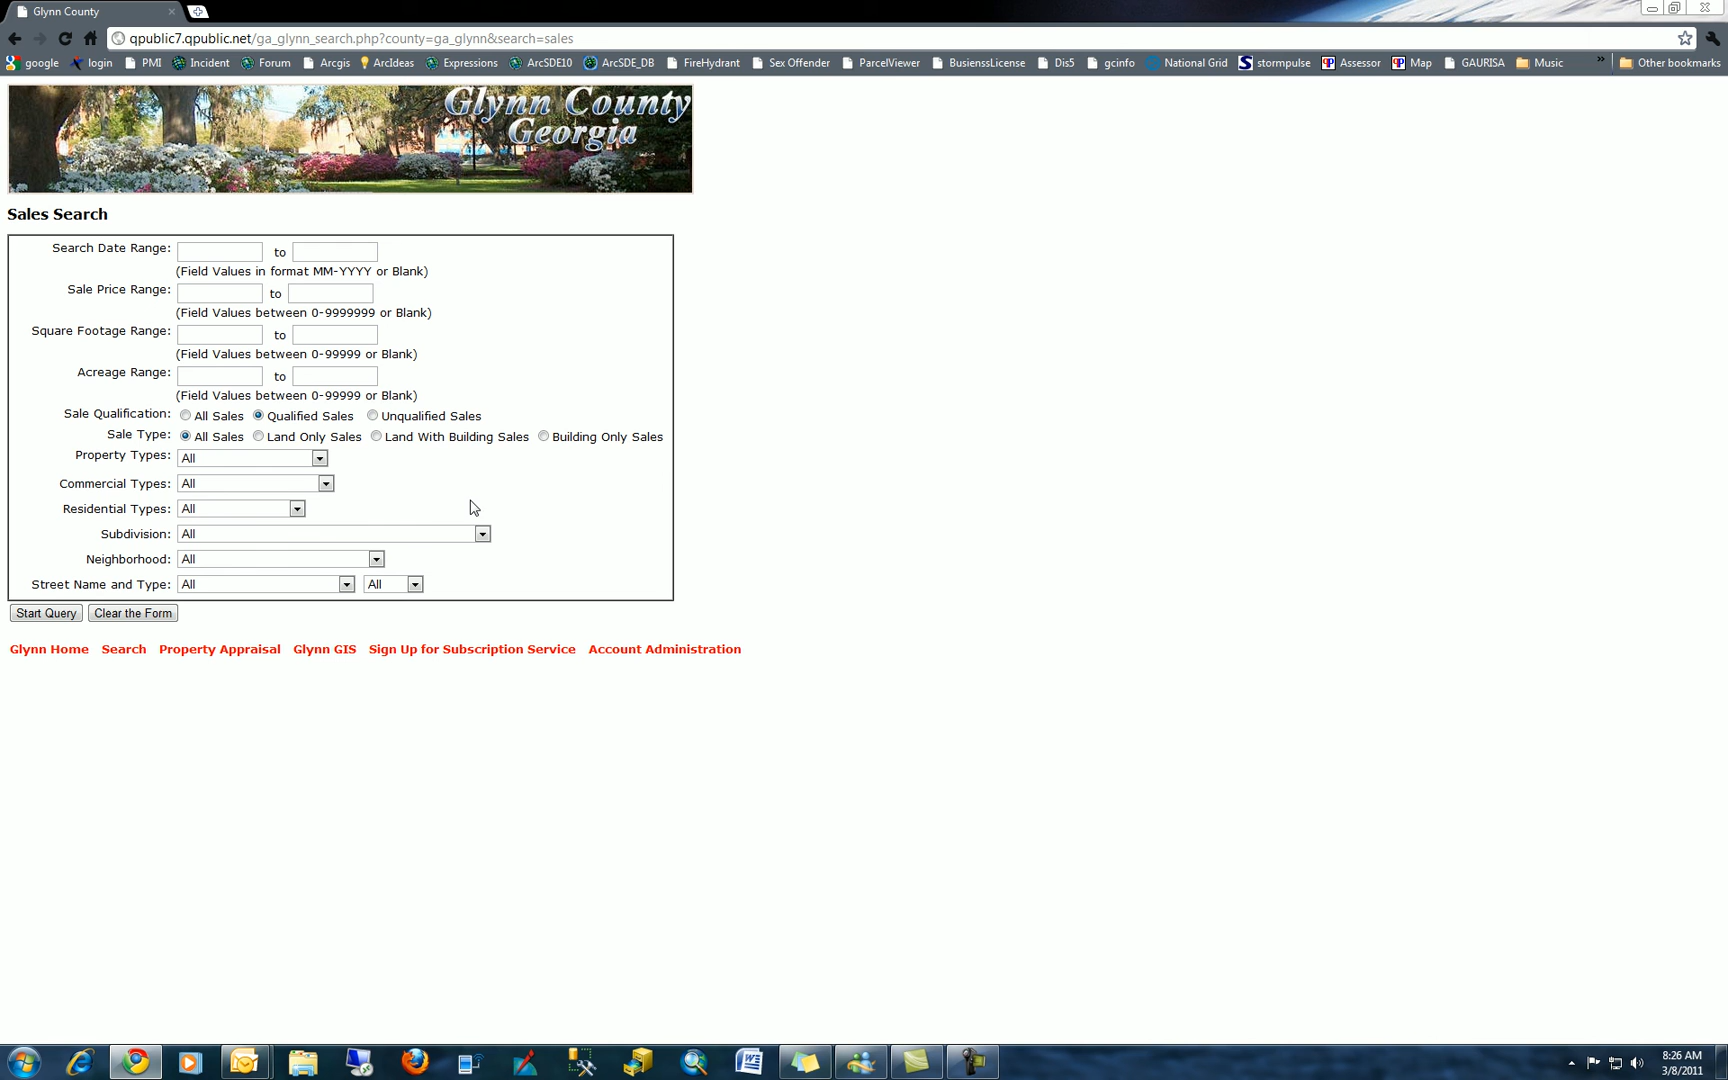 Glynn County
qpublic7.qpublic.net/ga_glynn_search.php?county=ga_glynn&search=sales
google login PMI Incident Forum Arcgis ArcIdeas Expressions ArcSDE10 ArcSDE_DB FireHydrant Sex Offender ParcelViewer BusienssLicense Dis5 gcinfo National Grid stormpulse Assessor Map GAURISA Music » Other bookmarks
Glynn County
Georgia
Sales Search
Search Date Range: to
(Field Values in format MM-YYYY or Blank)
Sale Price Range: to
(Field Values between 0-9999999 or Blank)
Square Footage Range: to
(Field Values between 0-99999 or Blank)
Acreage Range: to
(Field Values between 0-99999 or Blank)
Sale Qualification: All Sales Qualified Sales Unqualified Sales
Sale Type: All Sales Land Only Sales Land With Building Sales Building Only Sales
Property Types: All
Commercial Types: All
Residential Types: All
Subdivision: All
Neighborhood: All
Street Name and Type: All All
Start Query Clear the Form
Glynn Home Search Property Appraisal Glynn GIS Sign Up for Subscription Service Account Administration
8:26 AM
3/8/2011